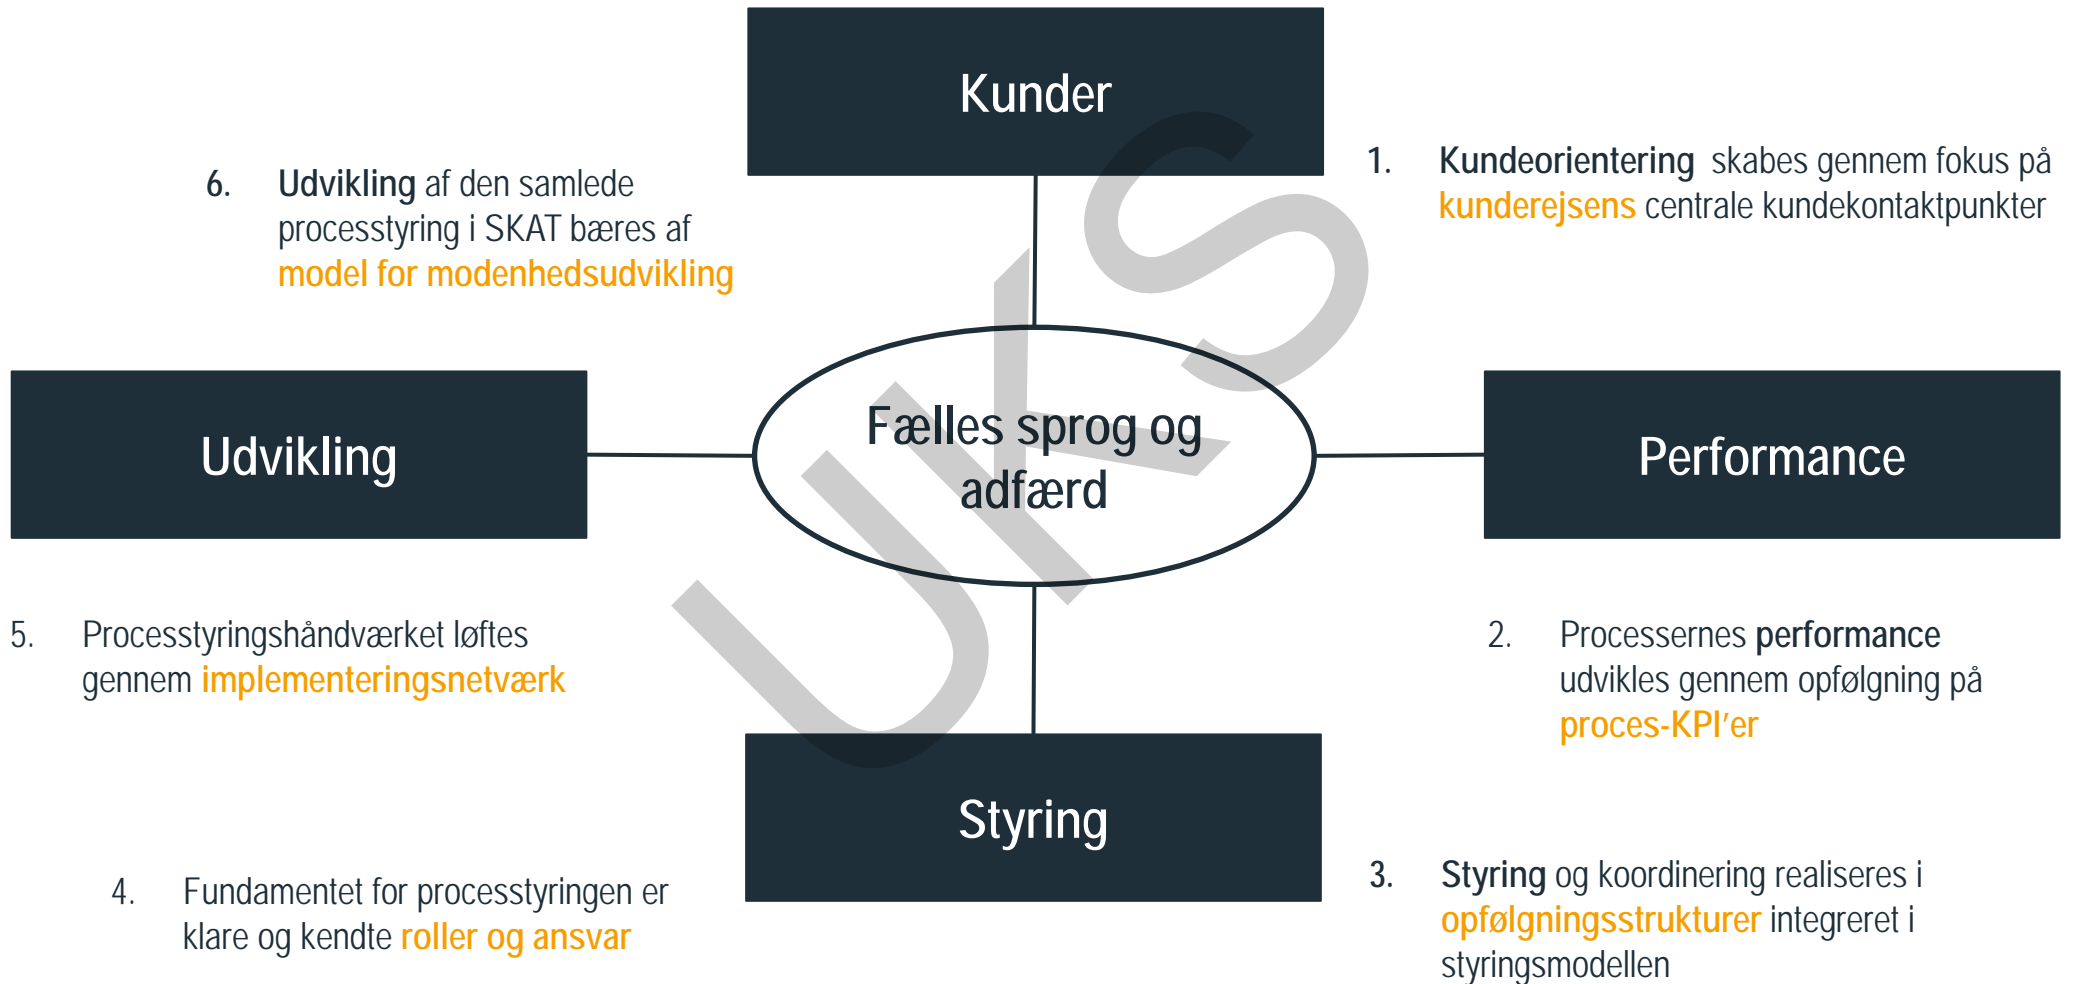 Kunder
1. Kundeorientering skabes gennem fokus på
kunderejsens centrale kundekontaktpunkter
6. Udvikling af den samlede
processtyring i SKAT bæres af
model for modenhedsudvikling
Udvikling
Fælles sprog og
adfærd
Performance
5. Processtyringshåndværket løftes
gennem implementeringsnetværk
2. Processernes performance
udvikles gennem opfølgning på
proces-KPI'er
Styring
4. Fundamentet for processtyringen er
klare og kendte roller og ansvar
3. Styring og koordinering realiseres i
opfølgningsstrukturer integreret i
styringsmodellen
UKS